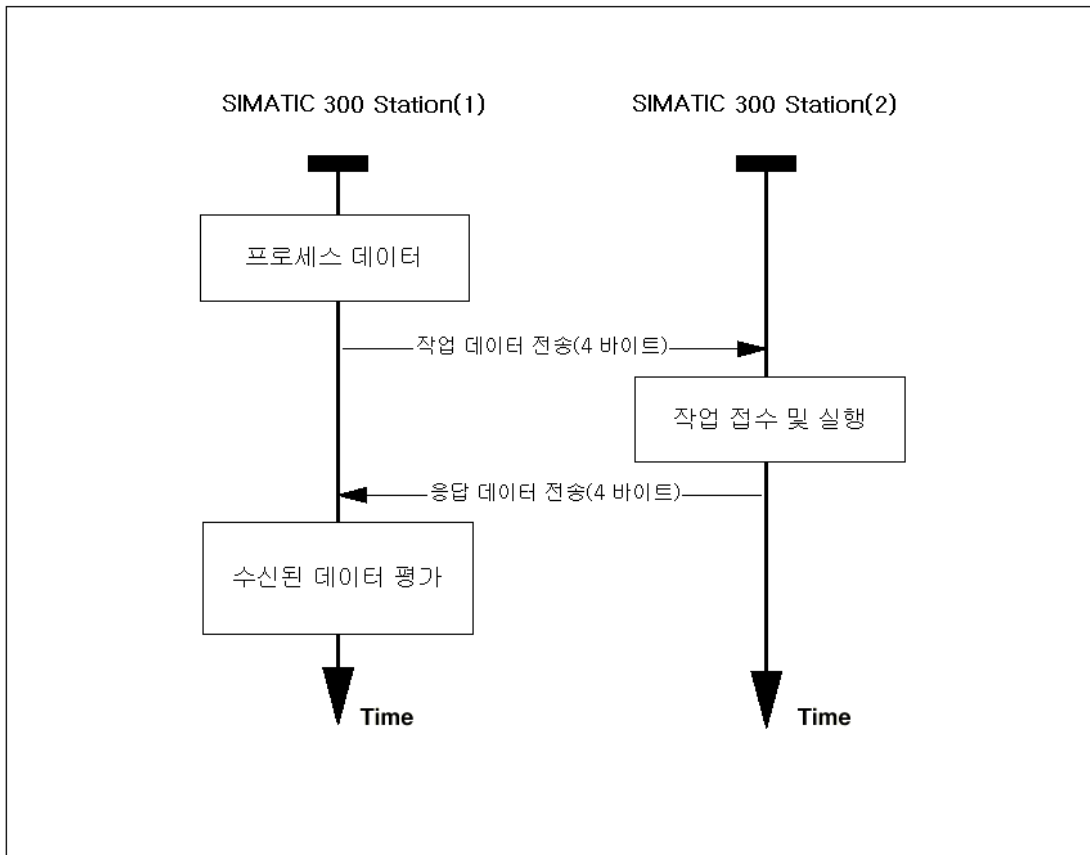 SIMATIC 300 Station(1)
SIMATIC 300 Station(2)
프로세스 데이터
작업 데이터 전송(4 바이트)
작업 접수 및 실행
응답 데이터 전송(4 바이트)
수신된 데이터 평가
Time
Time